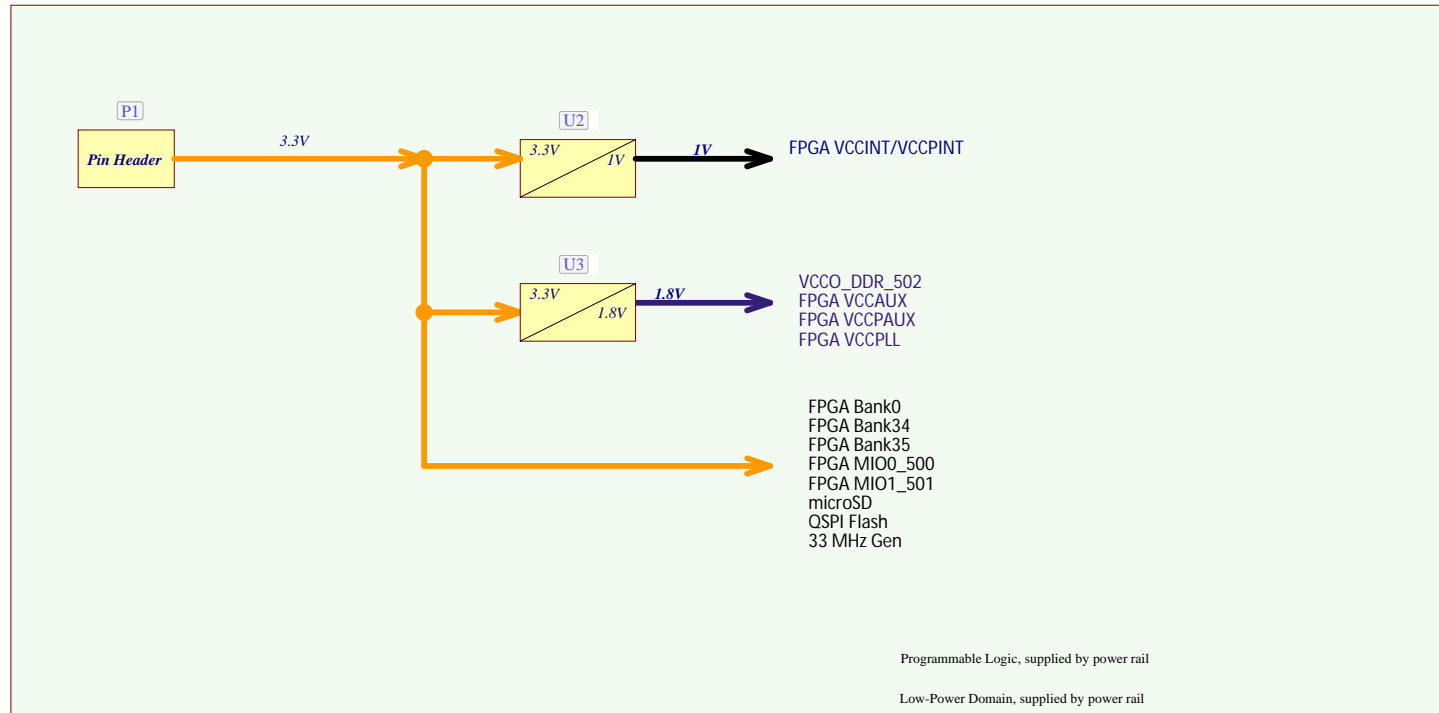 P1
Pin Header
3.3V
U2
3.3V
1V
1V
FPGA VCCINT/VCCPINT
U3
3.3V
1.8V
1.8V
VCCO_DDR_502
FPGA VCCAUX
FPGA VCCPAUX
FPGA VCCPLL
FPGA Bank0
FPGA Bank34
FPGA Bank35
FPGA MIO0_500
FPGA MIO1_501
microSD
QSPI Flash
33 MHz Gen
Programmable Logic, supplied by power rail
Low-Power Domain, supplied by power rail